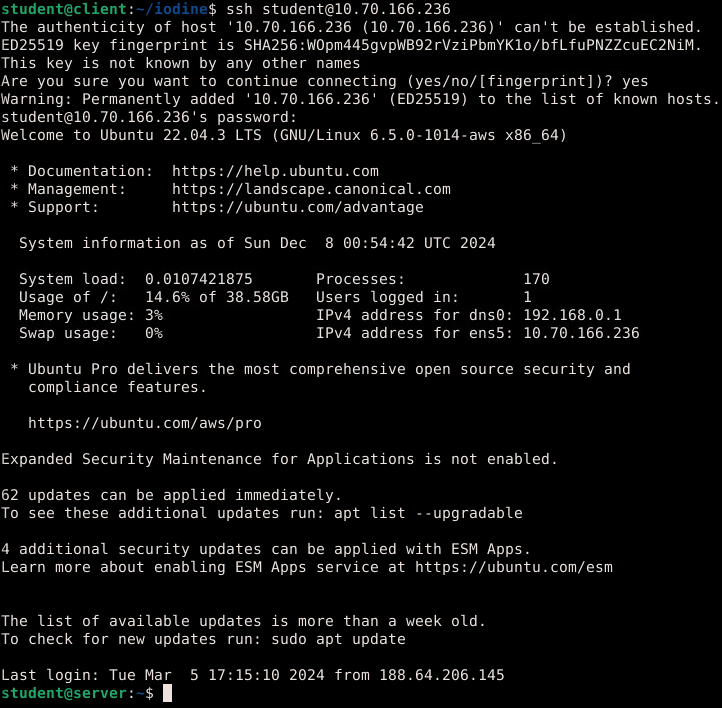 student@client:~/iodine$ ssh student@10.70.166.236
The authenticity of host '10.70.166.236 (10.70.166.236)' can't be established.
ED25519 key fingerprint is SHA256:WOpm445gvpWB92rVziPbmYK1o/bfLfuPNZZcuEC2NiM.
This key is not known by any other names
Are you sure you want to continue connecting (yes/no/[fingerprint])? yes
Warning: Permanently added '10.70.166.236' (ED25519) to the list of known hosts.
student@10.70.166.236's password:
Welcome to Ubuntu 22.04.3 LTS (GNU/Linux 6.5.0-1014-aws x86_64)

 * Documentation:  https://help.ubuntu.com
 * Management:     https://landscape.canonical.com
 * Support:        https://ubuntu.com/advantage

  System information as of Sun Dec  8 00:54:42 UTC 2024

  System load:  0.0107421875       Processes:             170
  Usage of /:   14.6% of 38.58GB   Users logged in:       1
  Memory usage: 3%                 IPv4 address for dns0: 192.168.0.1
  Swap usage:   0%                 IPv4 address for ens5: 10.70.166.236

 * Ubuntu Pro delivers the most comprehensive open source security and
   compliance features.

   https://ubuntu.com/aws/pro

Expanded Security Maintenance for Applications is not enabled.

62 updates can be applied immediately.
To see these additional updates run: apt list --upgradable

4 additional security updates can be applied with ESM Apps.
Learn more about enabling ESM Apps service at https://ubuntu.com/esm


The list of available updates is more than a week old.
To check for new updates run: sudo apt update

Last login: Tue Mar  5 17:15:10 2024 from 188.64.206.145
student@server:~$